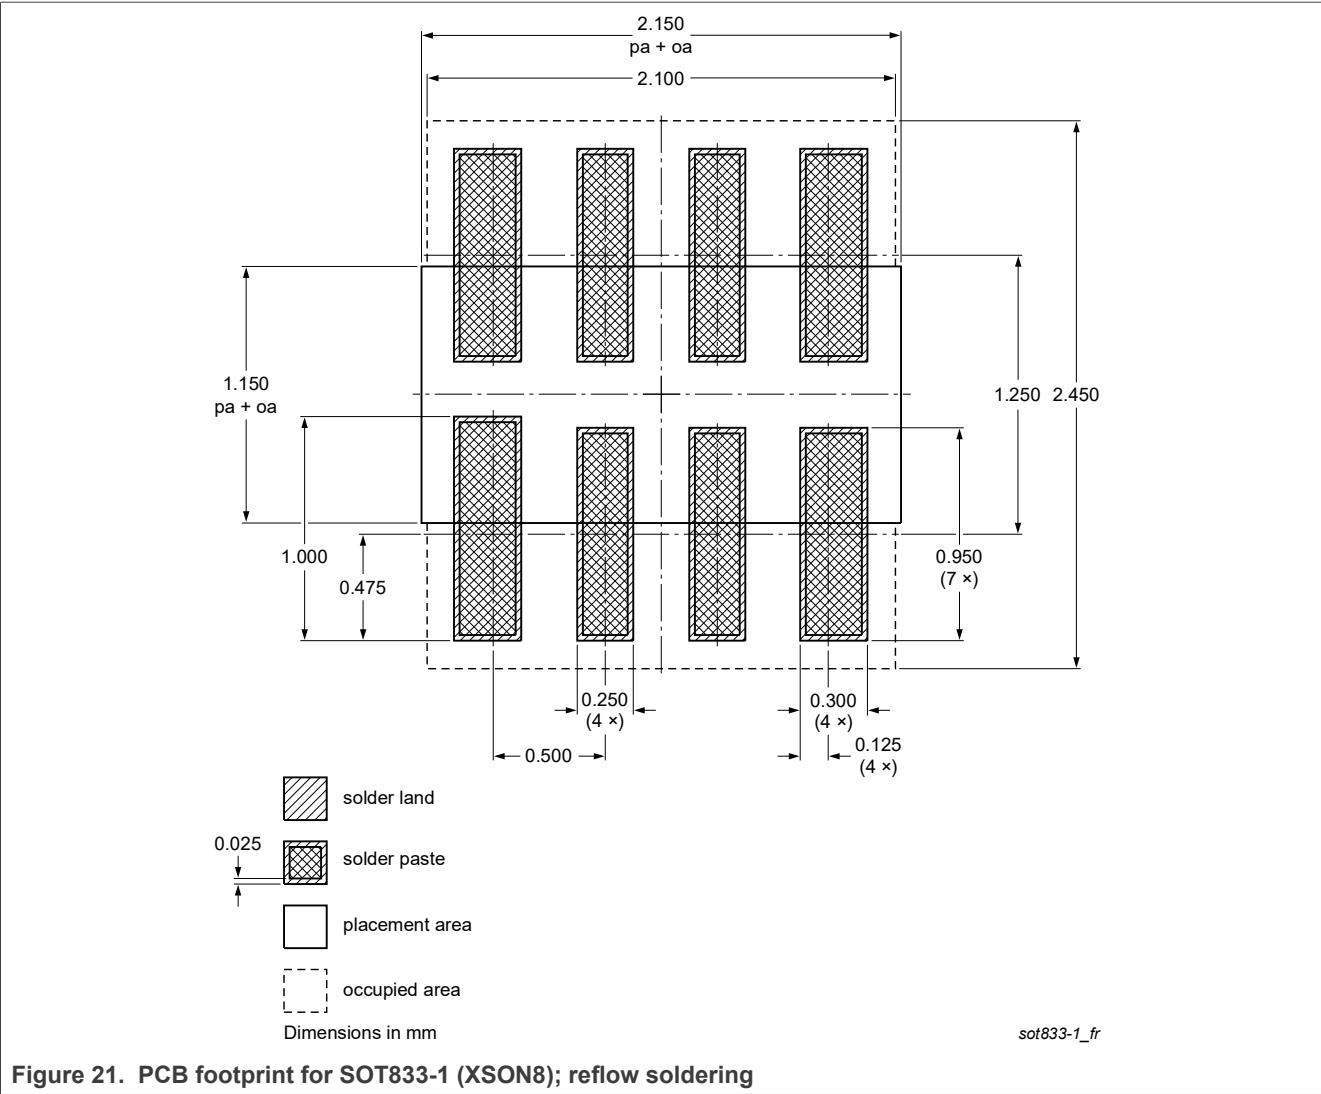 2.150
pa + oa
2.100
1.150
pa + oa
1.250 2.450
1.000
0.475
0.950
(7 ×)
0.250
(4 ×)
0.300
(4 ×)
0.500
0.125
(4 ×)
solder land
0.025
solder paste
placement area
occupied area
Dimensions in mm
sot833-1_fr
Figure 21. PCB footprint for SOT833-1 (XSON8); reflow soldering